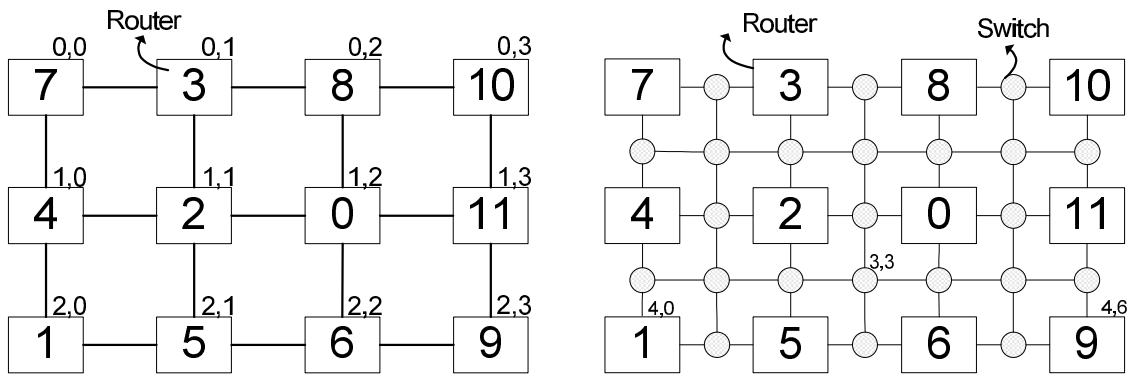 Router
0,0 0,1 0,2 0,3
7 3 8 10
1,0 1,1 1,2 1,3
4 2 0 11
2,0 2,1 2,2 2,3
1 5 6 9
Router Switch
7 3 8 10
4 2 0 11
3,3
4,0 4,6
1 5 6 9